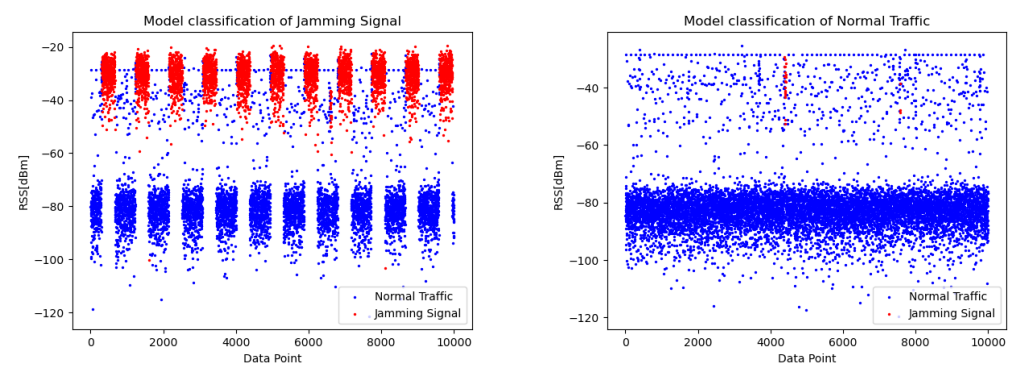 Model classification of Jamming Signal
−20
−40
−60
−80
−100
−120
RSS[dBm]
0
2000
4000
6000
8000
10000
Data Point
Normal Traffic
Jamming Signal
Model classification of Normal Traffic
−40
−60
−80
−100
−120
RSS[dBm]
0
2000
4000
6000
8000
10000
Data Point
Normal Traffic
Jamming Signal